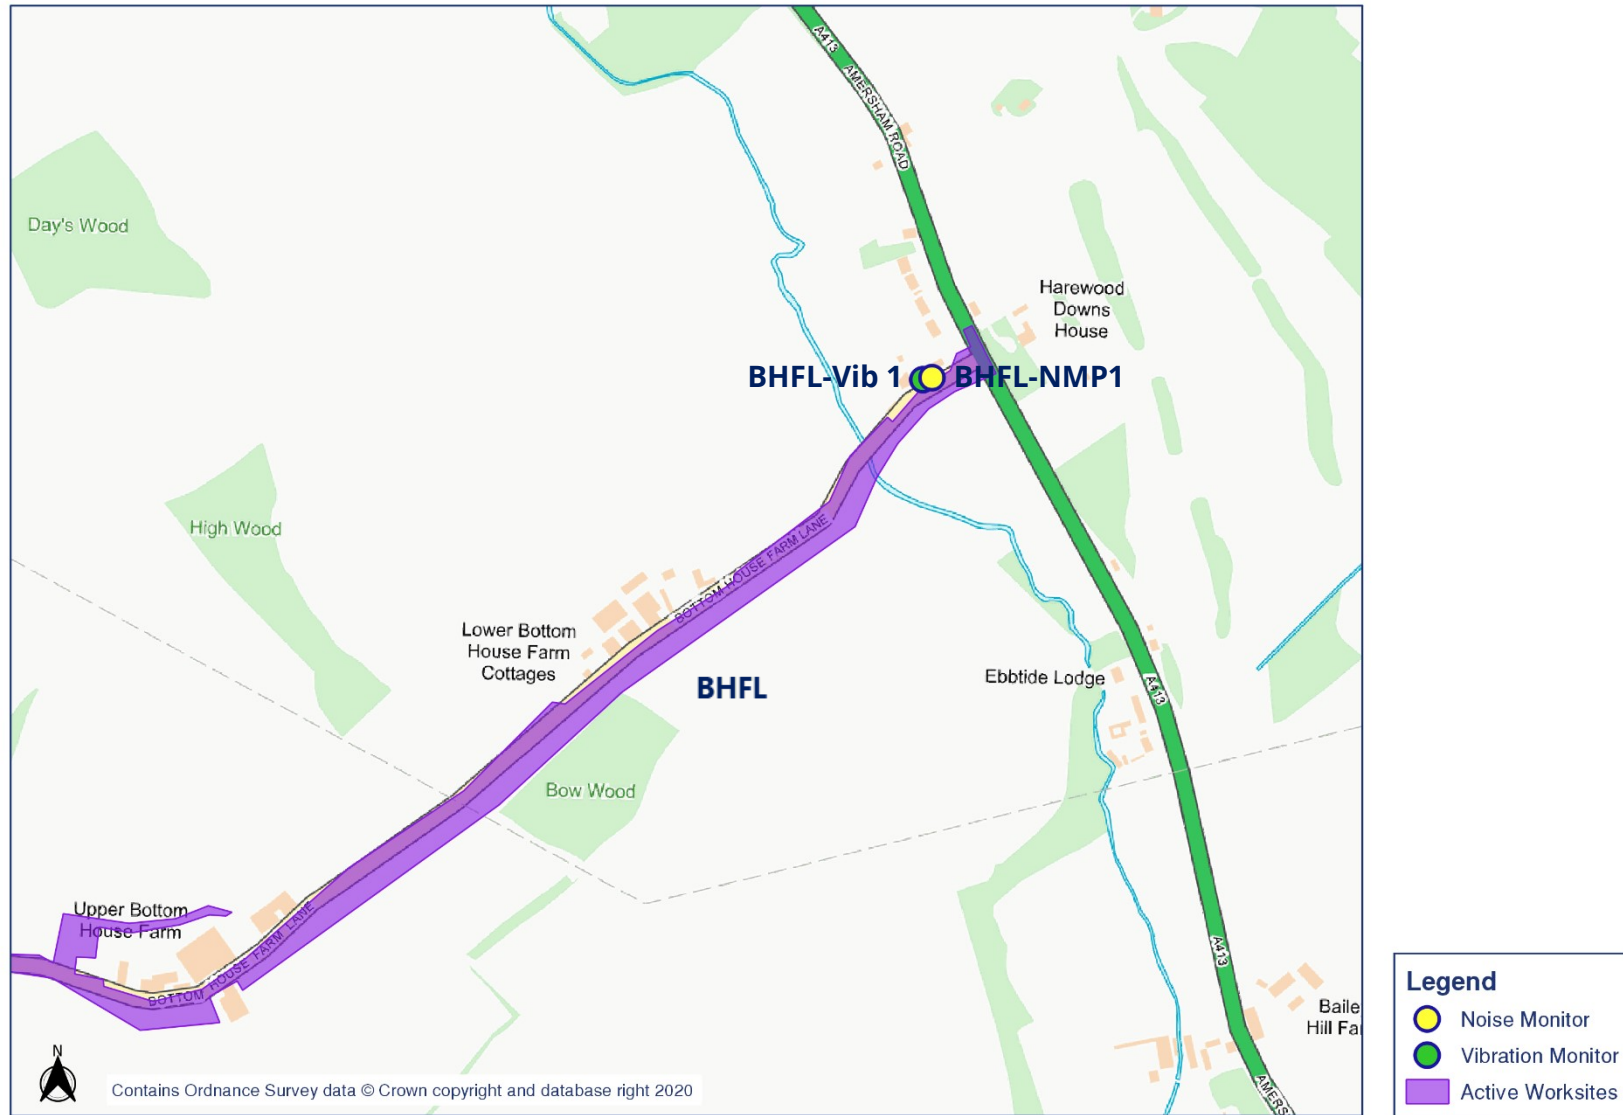 A413
AMERSHAM ROAD
Day's Wood
Harewood
Downs
House
BHFL-Vib 1
BHFL-NMP1
High Wood
BOTTOM HOUSE FARM LANE
Lower Bottom
House Farm
Cottages
BHFL
Ebbtide Lodge
A413
Bow Wood
Upper Bottom
House Farm
BOTTOM HOUSE FARM LANE
A413
Baile
Hill Fa
AMERS
N
Contains Ordnance Survey data © Crown copyright and database right 2020
Legend
Noise Monitor
Vibration Monitor
Active Worksites